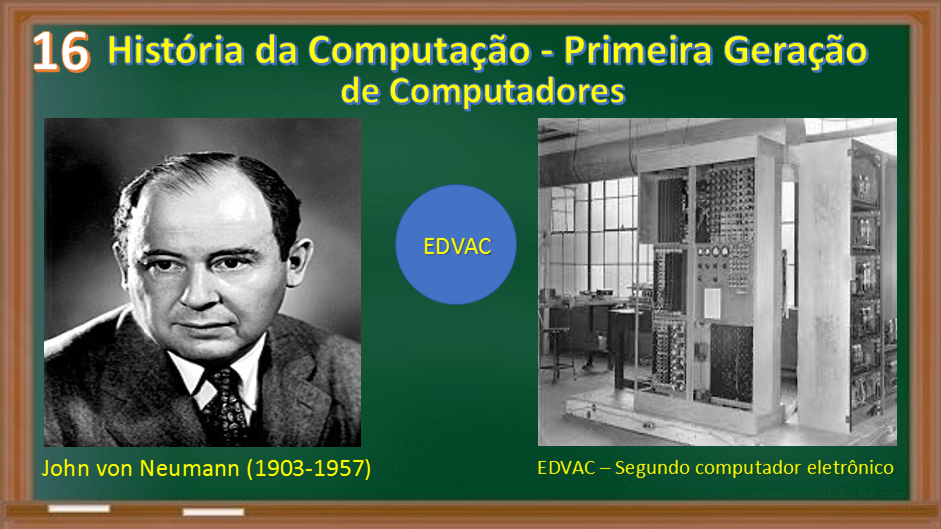 16 História da Computação - Primeira Geração
de Computadores
EDVAC
John von Neumann (1903-1957)
EDVAC – Segundo computador eletrônico